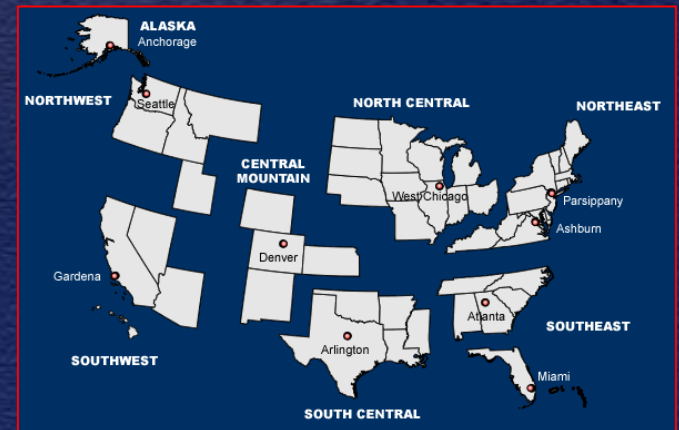 ALASKA
Anchorage
NORTHWEST
Seattle
NORTH CENTRAL
NORTHEAST
CENTRAL
MOUNTAIN
West Chicago
Parsippany
Ashburn
Denver
Gardena
Atlanta
SOUTHEAST
Arlington
SOUTHWEST
Miami
SOUTH CENTRAL